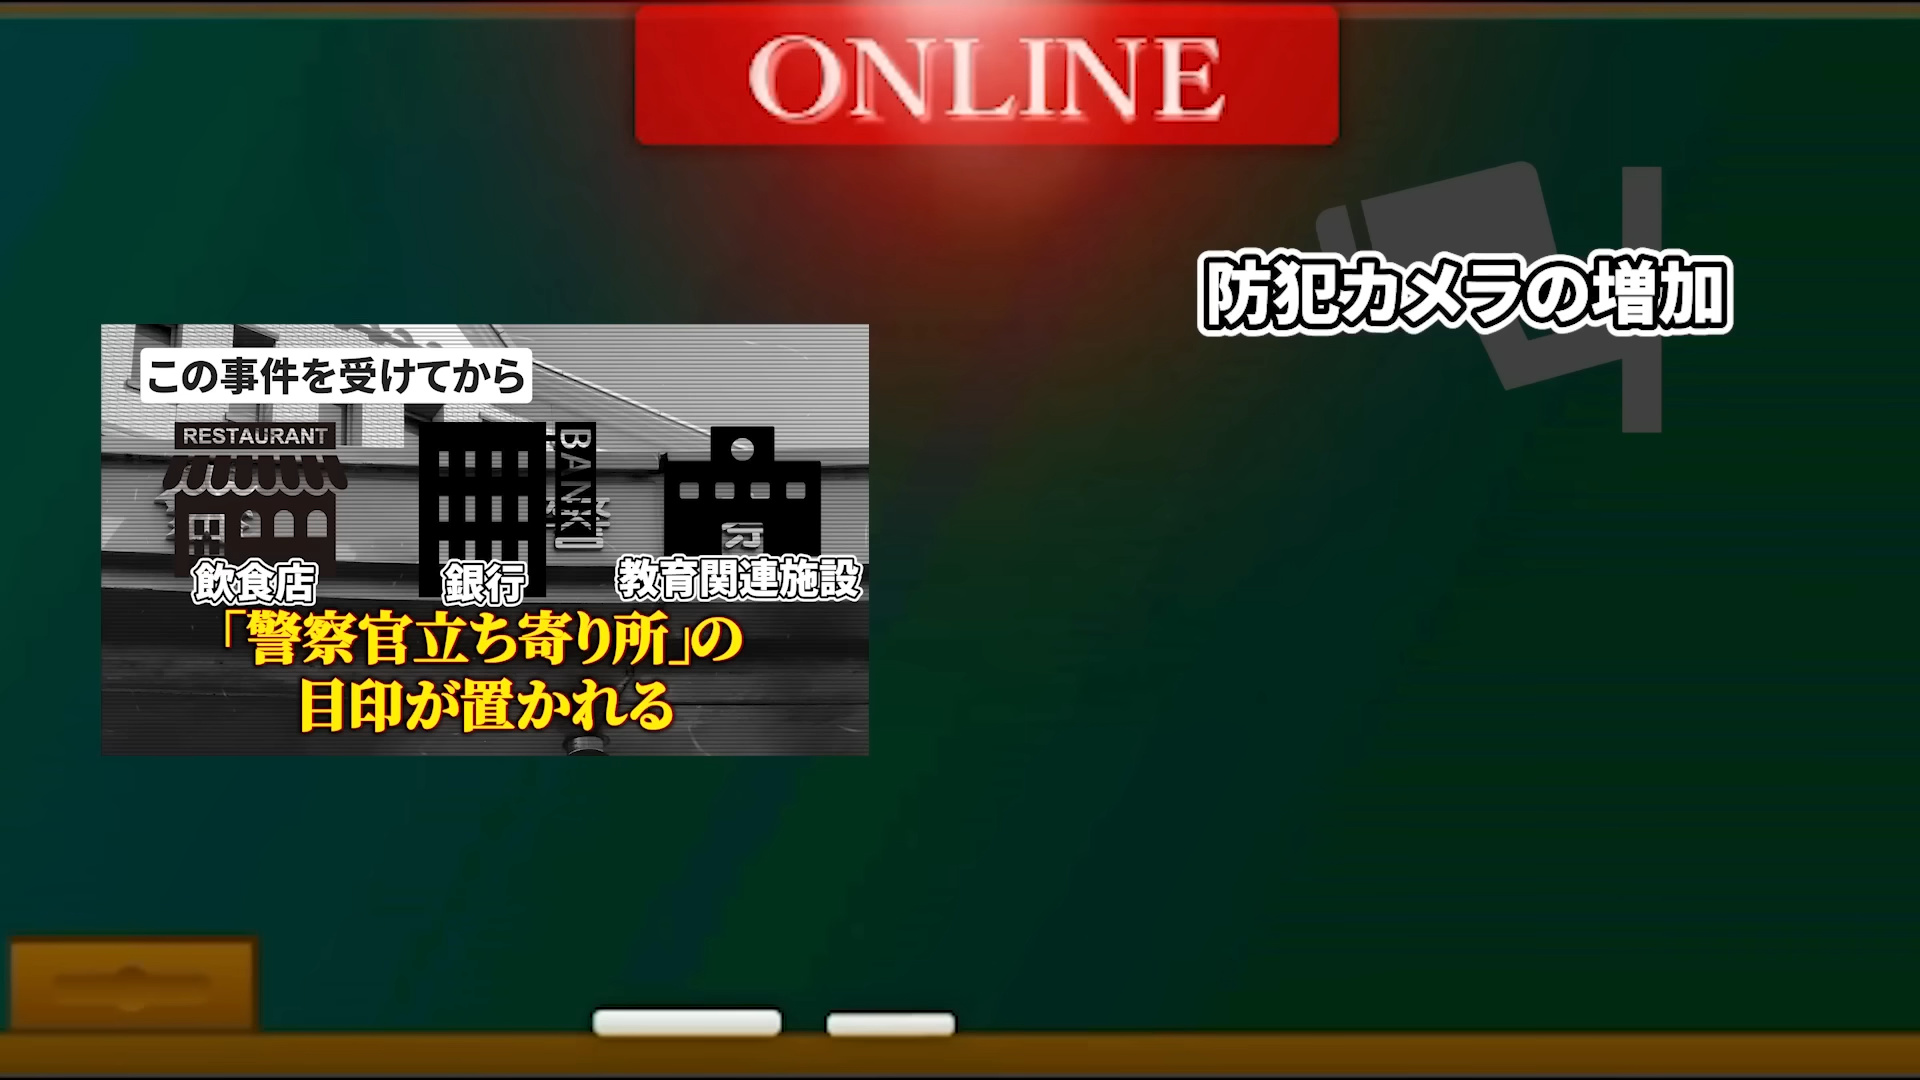 ONLINE
防犯カメラの増加
この事件を受けてから
RESTAURANT
BANK
飲食店
銀行
教育関連施設
「警察官立ち寄り所」の
目印が置かれる